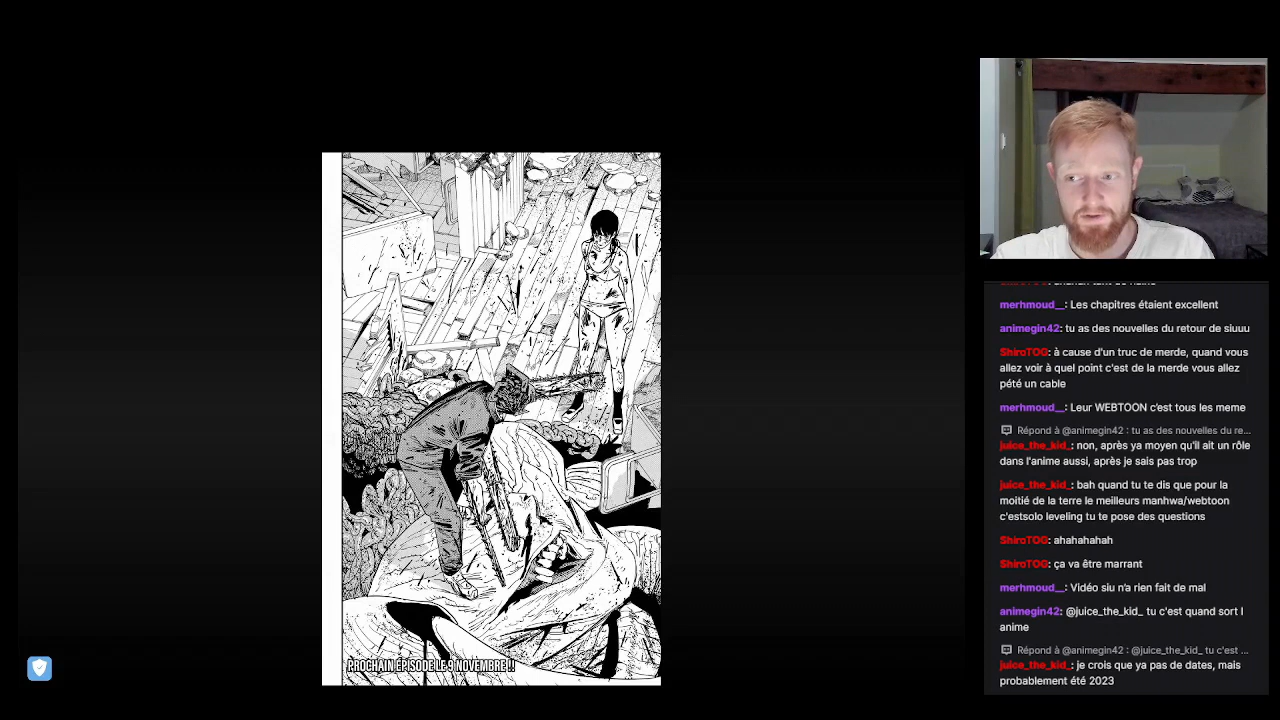 PROCHAIN ÉPISODE LE 9 NOVEMBRE !!
merhmoud__: Les chapitres étaient excellent
animegin42: tu as des nouvelles du retour de siuuu
ShiroTOG: à cause d'un truc de merde, quand vous
allez voir à quel point c'est de la merde vous allez
pété un cable
merhmoud__: Leur WEBTOON c'est tous les meme
Répond à @animegin42 : tu as des nouvelles du re...
juice_the_kid_: non, après ya moyen qu'il ait un rôle
dans l'anime aussi, après je sais pas trop
juice_the_kid_: bah quand tu te dis que pour la
moitié de la terre le meilleurs manhwa/webtoon
c'estsolo leveling tu te pose des questions
ShiroTOG: ahahahahah
ShiroTOG: ça va être marrant
merhmoud__: Vidéo siu n'a rien fait de mal
animegin42: @juice_the_kid_ tu c'est quand sort l
anime
Répond à @animegin42 : @juice_the_kid_ tu c'est ...
juice_the_kid_: je crois que ya pas de dates, mais
probablement été 2023